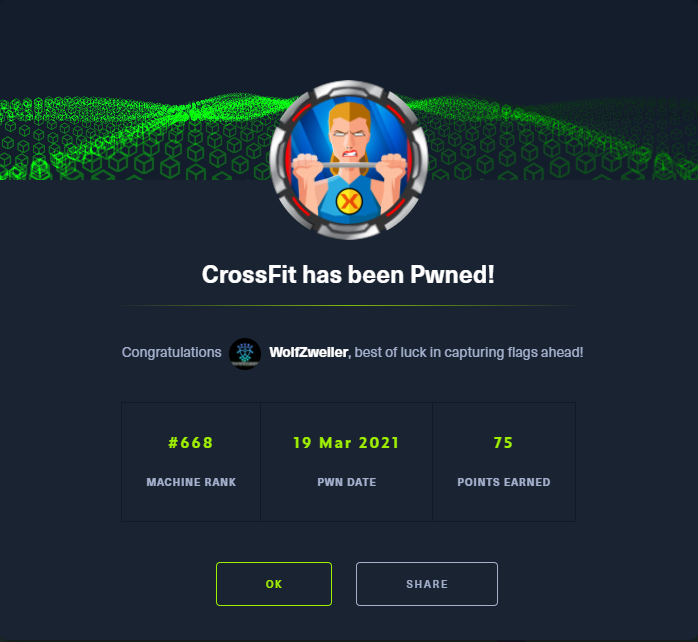 CrossFit has been Pwned!
Congratulations WolfZweiler, best of luck in capturing flags ahead!
#668 19 Mar 2021 75
MACHINE RANK PWN DATE POINTS EARNED
OK SHARE